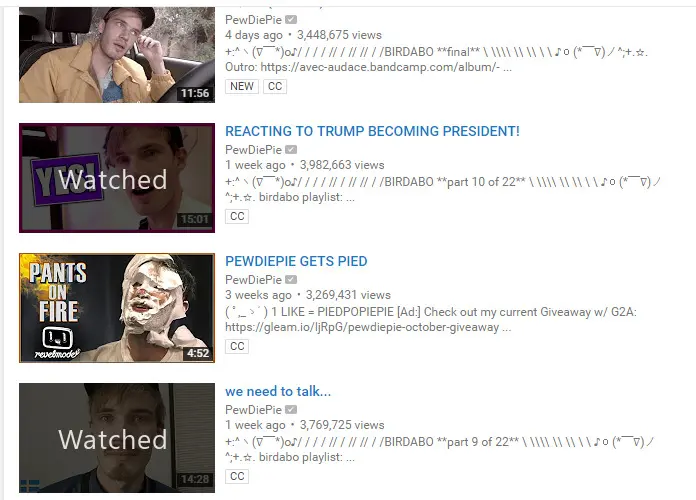 PewDiePie
4 days ago • 3,448,675 views
+:^ヽ(∇￣*)o♪/ / / / // / // // / /BIRDABO **final** \ \\\\ \\ \\ \ \ ♪ o (*￣∇)ノ^;+.☆.
Outro: https://avec-audace.bandcamp.com/album/- ...
11:56
NEW CC
REACTING TO TRUMP BECOMING PRESIDENT!
PewDiePie
1 week ago • 3,982,663 views
YES!
Watched
+:^ヽ(∇￣*)o♪/ / / / // / // // / /BIRDABO **part 10 of 22** \ \\\\ \\ \\ \ \ ♪ o (*￣∇)ノ
^;+.☆. birdabo playlist: ...
15:01
CC
PEWDIEPIE GETS PIED
PANTS
ON
FIRE
revelmode
PewDiePie
3 weeks ago • 3,269,431 views
( ﾟ,_ゝ`) 1 LIKE = PIEDPOPIEPIE [Ad:] Check out my current Giveaway w/ G2A:
https://gleam.io/IjRpG/pewdiepie-october-giveaway ...
4:52
CC
we need to talk...
PewDiePie
1 week ago • 3,769,725 views
Watched
+:^ヽ(∇￣*)o♪/ / / / // / // // / /BIRDABO **part 9 of 22** \ \\\\ \\ \\ \ \ ♪ o (*￣∇)ノ
^;+.☆. birdabo playlist: ...
14:28
CC